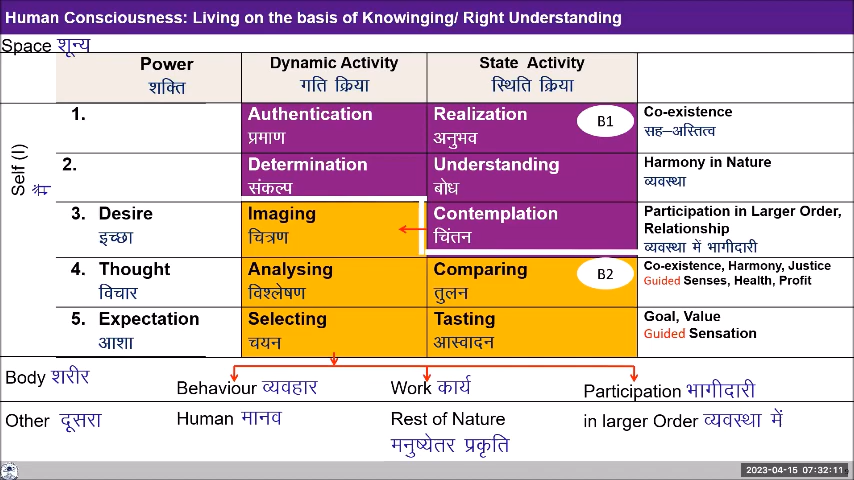 Human Consciousness: Living on the basis of Knowinging/ Right Understanding
Space शून्य
Power
शक्ति
Dynamic Activity
गति क्रिया
State Activity
स्थिति क्रिया
Self (I)
मैं
1.
Authentication
प्रमाण
Realization
अनुभव
B1
Co-existence
सह–अस्तित्व
2.
Determination
संकल्प
Understanding
बोध
Harmony in Nature
व्यवस्था
3. Desire
इच्छा
Imaging
चित्रण
Contemplation
चिंतन
Participation in Larger Order,
Relationship
व्यवस्था में भागीदारी
4. Thought
विचार
Analysing
विश्लेषण
Comparing
तुलन
B2
Co-existence, Harmony, Justice
Guided Senses, Health, Profit
5. Expectation
आशा
Selecting
चयन
Tasting
आस्वादन
Goal, Value
Guided Sensation
Body शरीर
Behaviour व्यवहार
Work कार्य
Participation भागीदारी
Other दूसरा
Human मानव
Rest of Nature
मनुष्येतर प्रकृति
in larger Order व्यवस्था में
2023-04-15 07:32:11